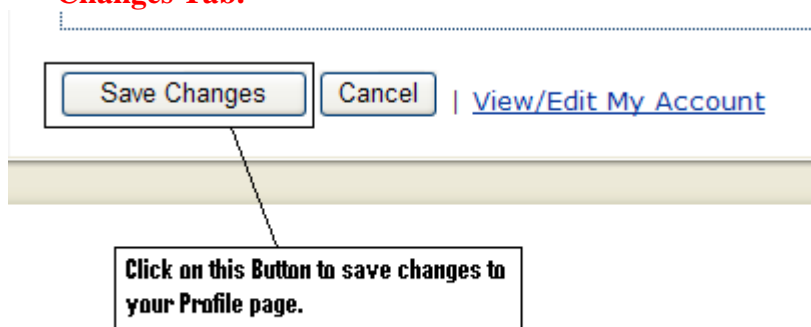 Changes Tab.
Save Changes Cancel | View/Edit My Account
Click on this Button to save changes to
your Profile page.